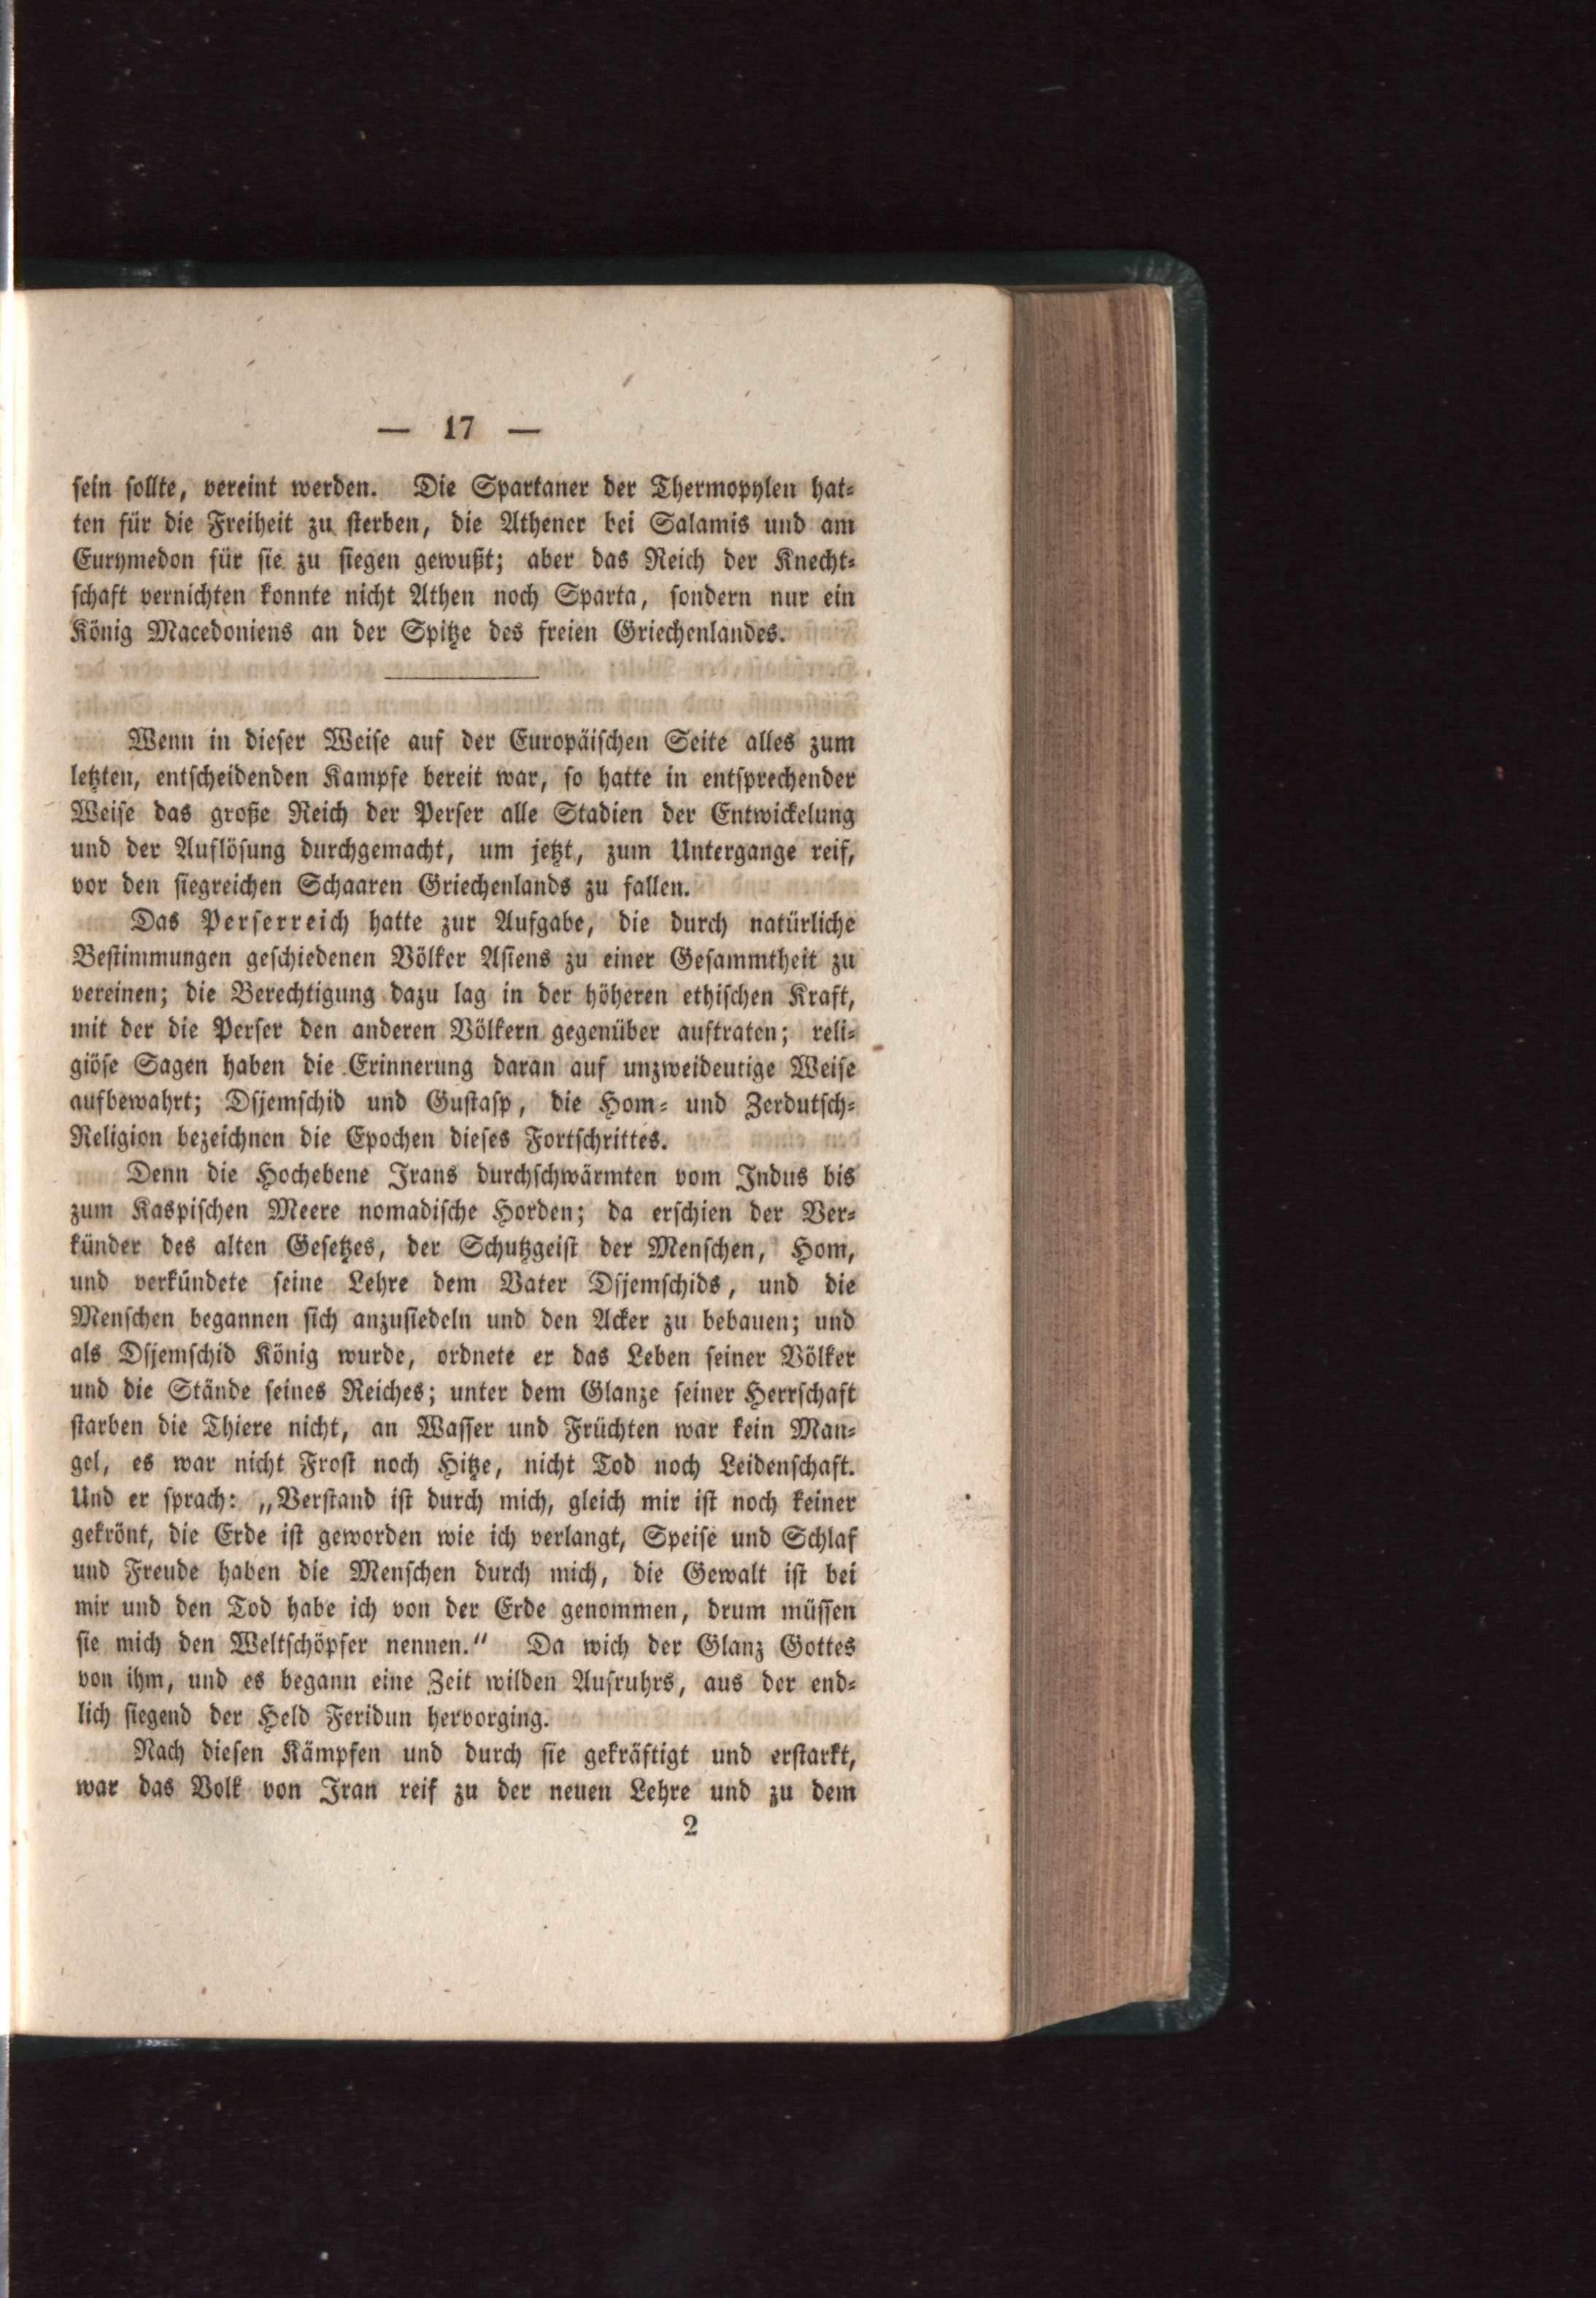 — 17 —
sein sollte, vereint werden. Die Spartaner der Thermopylen hat-
ten für die Freiheit zu sterben, die Athener bei Salamis und am
Eurymedon für sie zu siegen gewußt; aber das Reich der Knecht-
schaft vernichten konnte nicht Athen noch Sparta, sondern nur ein
König Macedoniens an der Spitze des freien Griechenlandes.
Wenn in dieser Weise auf der Europäischen Seite alles zum
letzten, entscheidenden Kampfe bereit war, so hatte in entsprechender
Weise das große Reich der Perser alle Stadien der Entwickelung
und der Auflösung durchgemacht, um jetzt, zum Untergange reif,
vor den siegreichen Schaaren Griechenlands zu fallen.
Das Perserreich hatte zur Aufgabe, die durch natürliche
Bestimmungen geschiedenen Völker Asiens zu einer Gesammtheit zu
vereinen; die Berechtigung dazu lag in der höheren ethischen Kraft,
mit der die Perser den anderen Völkern gegenüber auftraten; reli-
giöse Sagen haben die Erinnerung daran auf unzweideutige Weise
aufbewahrt; Dsjemschid und Gustasp, die Hom- und Zerdutsch-
Religion bezeichnen die Epochen dieses Fortschrittes.
Denn die Hochebene Irans durchschwärmten vom Indus bis
zum Kaspischen Meere nomadische Horden; da erschien der Ver-
künder des alten Gesetzes, der Schutzgeist der Menschen, Hom,
und verkündete seine Lehre dem Vater Dsjemschids, und die
Menschen begannen sich anzusiedeln und den Acker zu bebauen; und
als Dsjemschid König wurde, ordnete er das Leben seiner Völker
und die Stände seines Reiches; unter dem Glanze seiner Herrschaft
starben die Thiere nicht, an Wasser und Früchten war kein Man-
gel, es war nicht Frost noch Hitze, nicht Tod noch Leidenschaft.
Und er sprach: „Verstand ist durch mich, gleich mir ist noch keiner
gekrönt, die Erde ist geworden wie ich verlangt, Speise und Schlaf
und Freude haben die Menschen durch mich, die Gewalt ist bei
mir und den Tod habe ich von der Erde genommen, drum müssen
sie mich den Weltschöpfer nennen.“ Da wich der Glanz Gottes
von ihm, und es begann eine Zeit wilden Aufruhrs, aus der end-
lich siegend der Held Feridun hervorging.
Nach diesen Kämpfen und durch sie gekräftigt und erstarkt,
war das Volk von Iran reif zu der neuen Lehre und zu dem
2